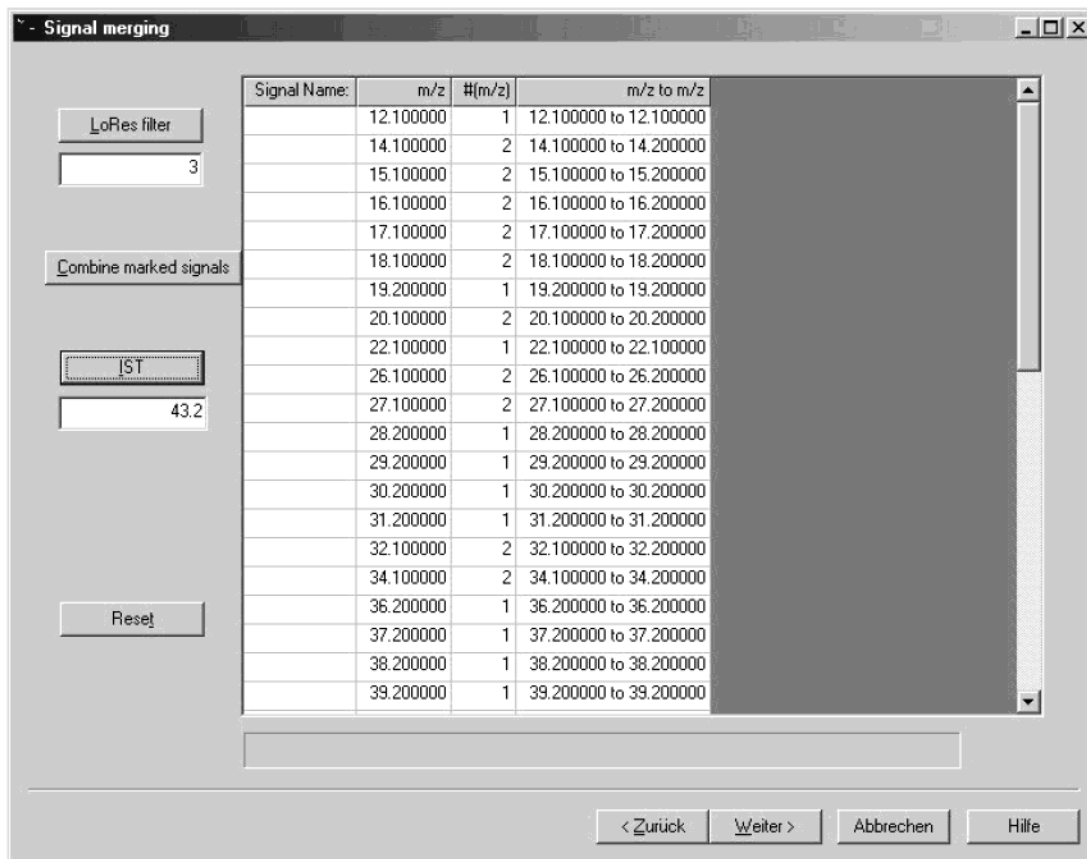 - Signal merging
Signal Name: m/z #(m/z) m/z to m/z
12.100000 1 12.100000 to 12.100000
14.100000 2 14.100000 to 14.200000
15.100000 2 15.100000 to 15.200000
16.100000 2 16.100000 to 16.200000
17.100000 2 17.100000 to 17.200000
18.100000 2 18.100000 to 18.200000
19.200000 1 19.200000 to 19.200000
20.100000 2 20.100000 to 20.200000
22.100000 1 22.100000 to 22.100000
26.100000 2 26.100000 to 26.200000
27.100000 2 27.100000 to 27.200000
28.200000 1 28.200000 to 28.200000
29.200000 1 29.200000 to 29.200000
30.200000 1 30.200000 to 30.200000
31.200000 1 31.200000 to 31.200000
32.100000 2 32.100000 to 32.200000
34.100000 2 34.100000 to 34.200000
36.200000 1 36.200000 to 36.200000
37.200000 1 37.200000 to 37.200000
38.200000 1 38.200000 to 38.200000
39.200000 1 39.200000 to 39.200000
LoRes filter
3
Combine marked signals
IST
43.2
Reset
< Zurück
Weiter >
Abbrechen
Hilfe